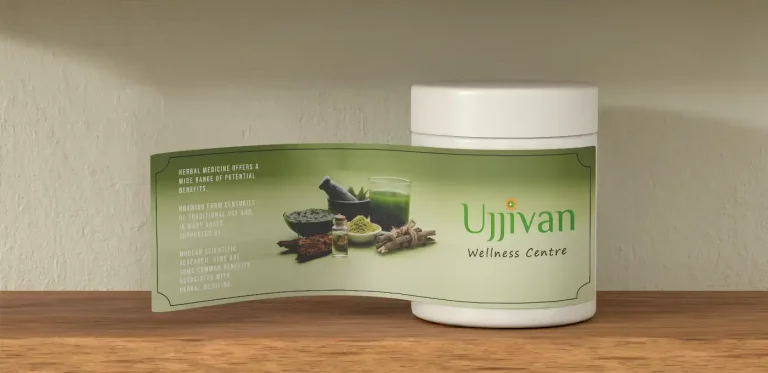 HERBAL MEDICINE OFFERS A
WIDE RANGE OF POTENTIAL
BENEFITS.
ROAMING FROM CENTURIES
OF TRADITIONAL USE AND,
IN MANY CASES,
SUPPORTED BY
MODERN SCIENTIFIC
RESEARCH. HERE ARE
SOME COMMON BENEFITS
ASSOCIATED WITH
HERBAL MEDICINE.
Ujjivan
Wellness Centre